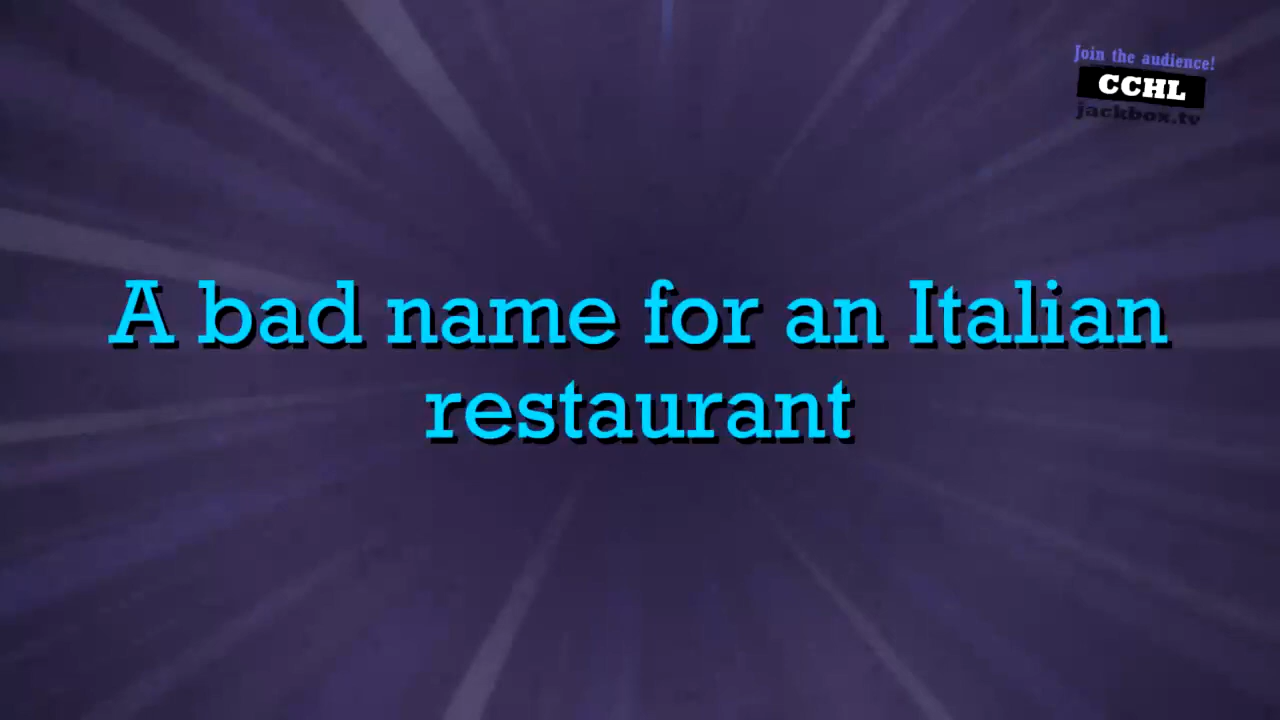 Join the audience!
CCHL
jackbox.tv
A bad name for an Italian
restaurant